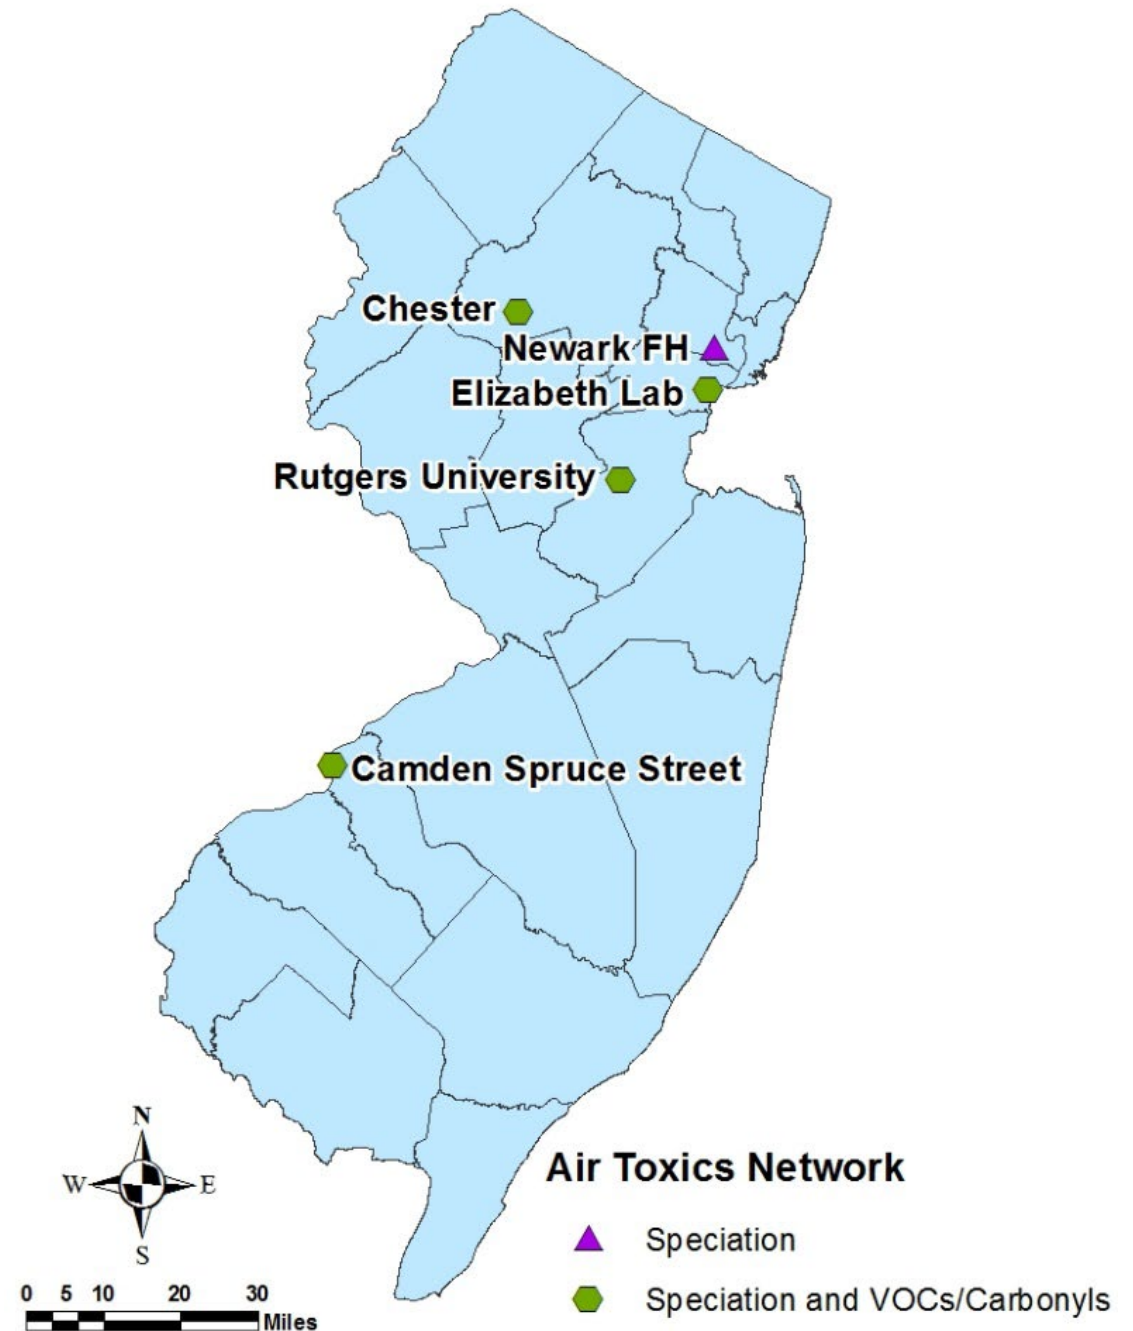 Chester
Newark FH
Elizabeth Lab
Rutgers University
Camden Spruce Street
N
W E
S
0 5 10 20 30
Miles
Air Toxics Network
Speciation
Speciation and VOCs/Carbonyls